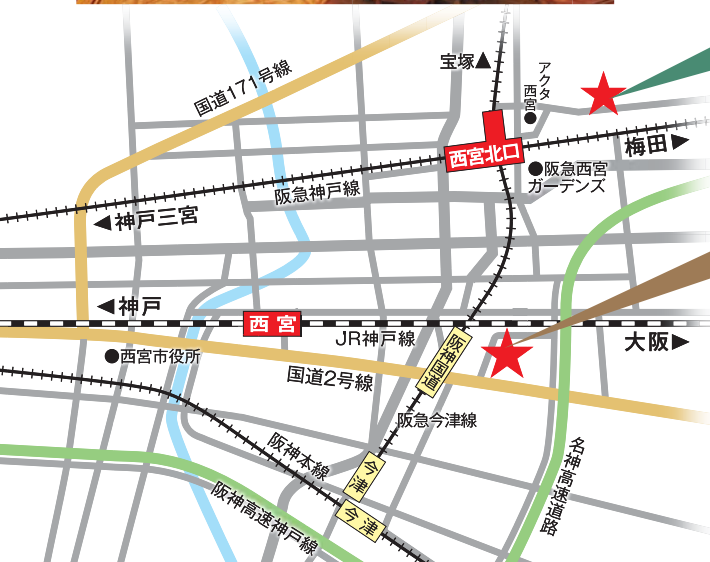 宝塚▲
アクタ
西宮
国道171号線
西宮北口
梅田▶
●阪急西宮
ガーデンズ
阪急神戸線
◀神戸三宮
◀神戸
西宮
JR神戸線
大阪▶
●西宮市役所
阪神国道
国道2号線
阪急今津線
阪神本線
今津
今津
名神高速道路
阪神高速神戸線